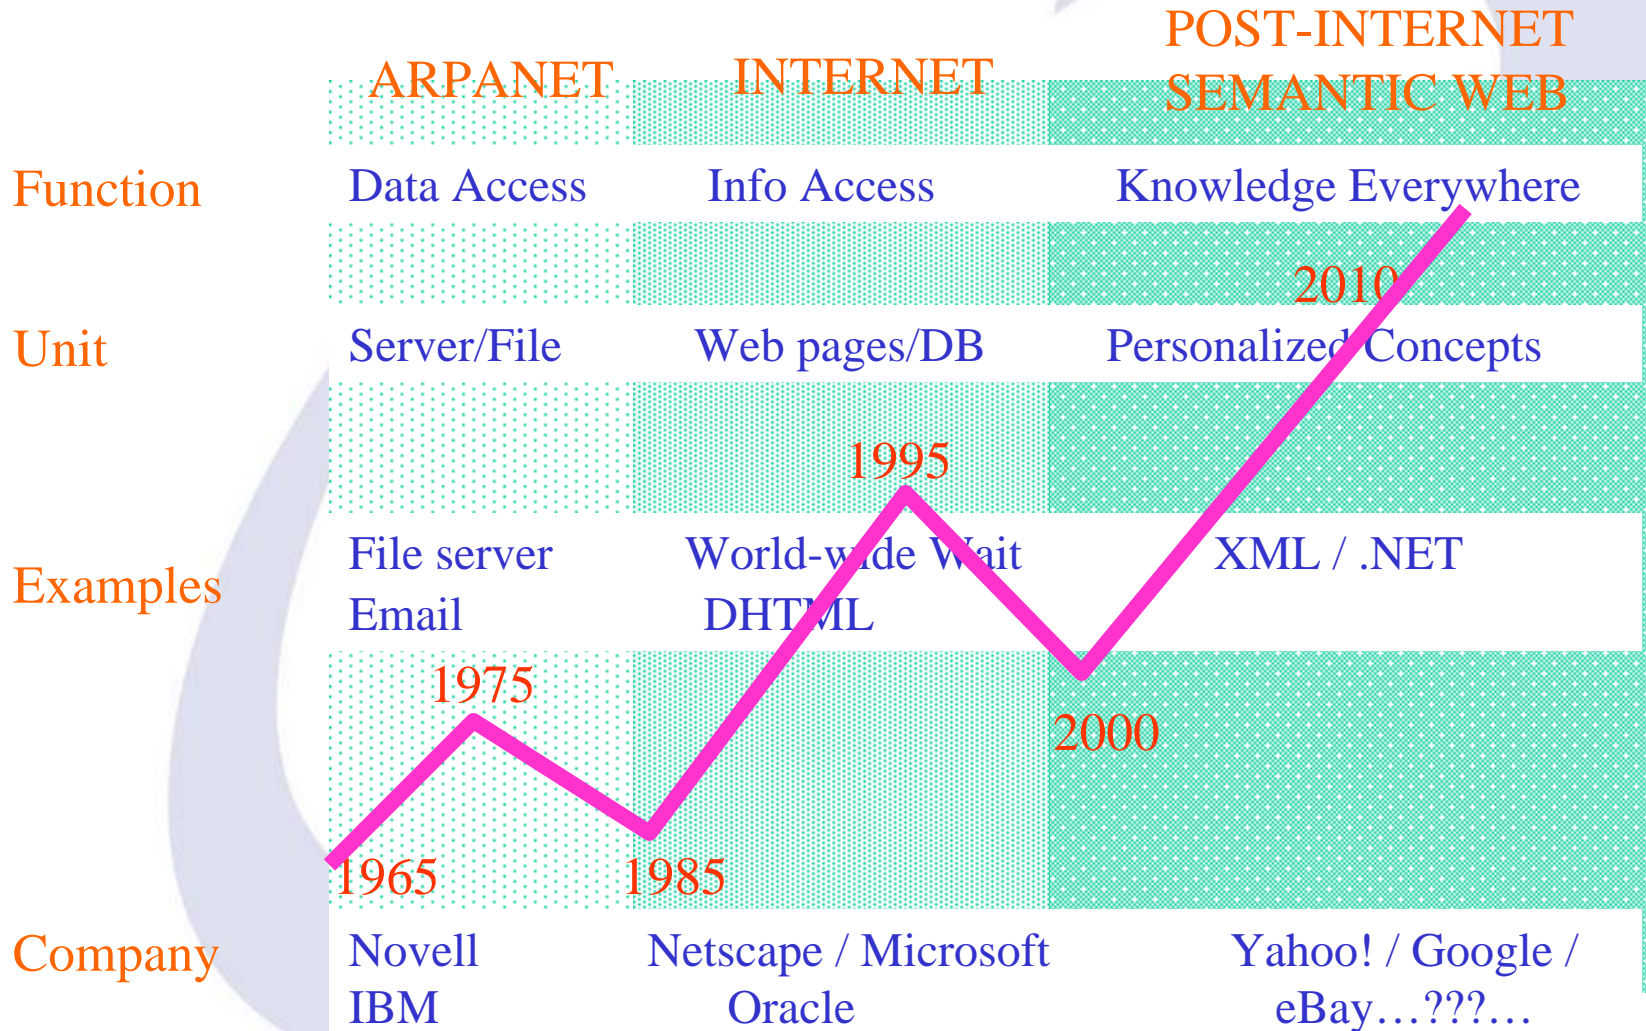 POST-INTERNET
ARPANET INTERNET SEMANTIC WEB
Function Data Access Info Access Knowledge Everywhere
2010
Unit Server/File Web pages/DB Personalized Concepts
1995
File server World-wide Wait XML / .NET
Examples
Email DHTML
1975
2000
1965 1985
Company Novell Netscape / Microsoft Yahoo! / Google /
IBM Oracle eBay…???…